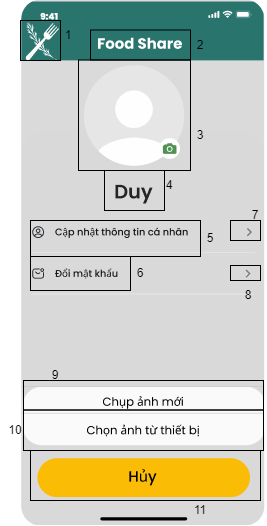 9:41
1
Food Share
2
3
Duy
4
7
Cập nhật thông tin cá nhân
5
Đổi mật khẩu
6
8
9
Chụp ảnh mới
10
Chọn ảnh từ thiết bị
Hủy
11